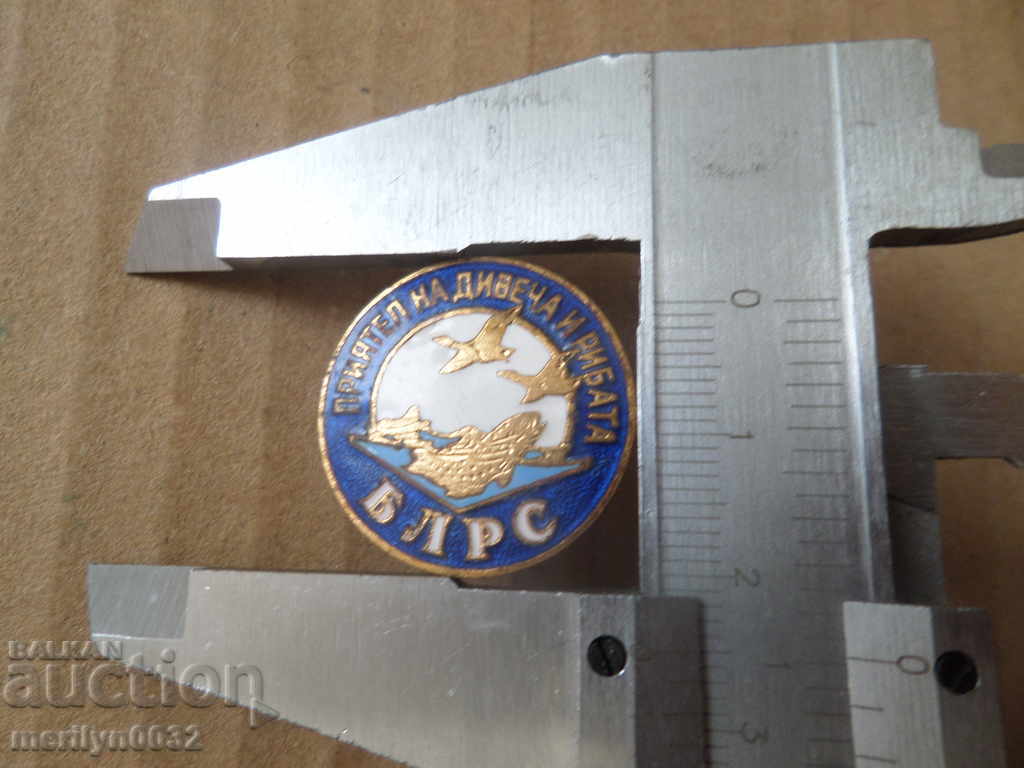 ПРИЯТЕЛ НА ДИВЕЧА И РИБАТА
БЛРС
0
1
2
3
0
BALKAN
auction
merilyn0032